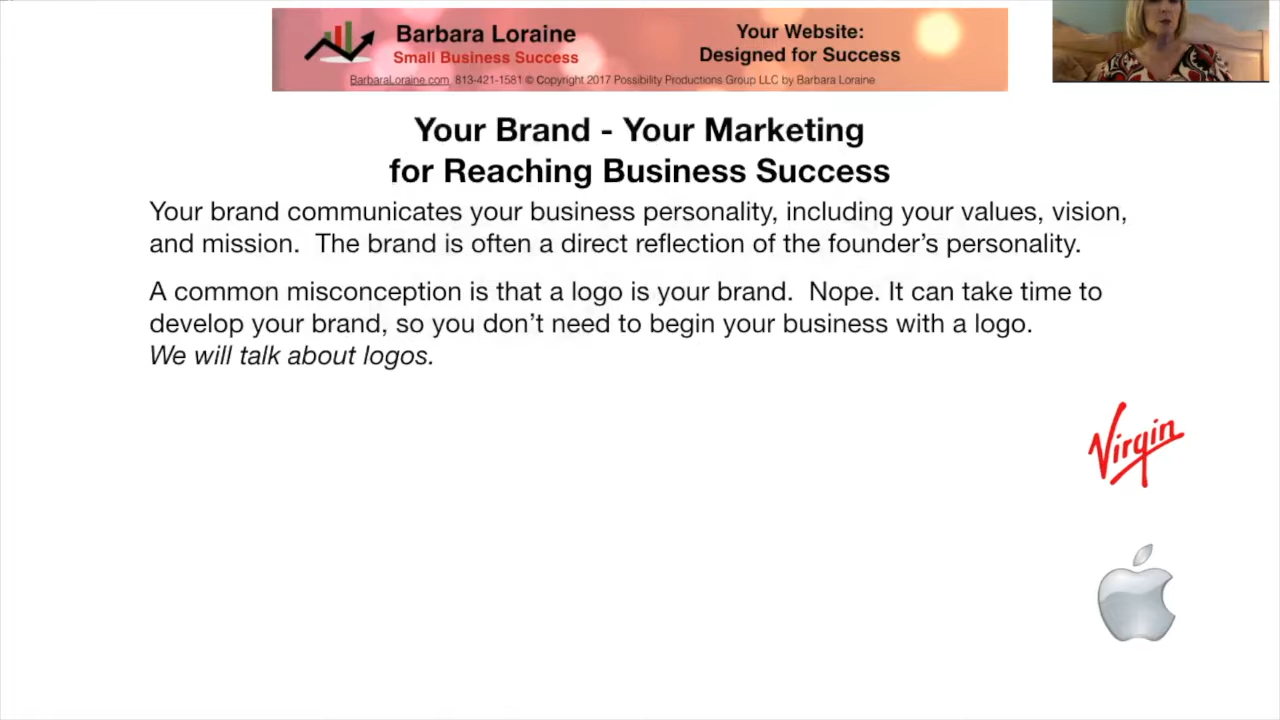 Barbara Loraine
Small Business Success
Your Website:
Designed for Success
BarbaraLoraine.com 813-421-1581 © Copyright 2017 Possibility Productions Group LLC by Barbara Loraine
Your Brand - Your Marketing
for Reaching Business Success
Your brand communicates your business personality, including your values, vision,
and mission.  The brand is often a direct reflection of the founder’s personality.
A common misconception is that a logo is your brand.  Nope. It can take time to
develop your brand, so you don’t need to begin your business with a logo.
We will talk about logos.
Virgin